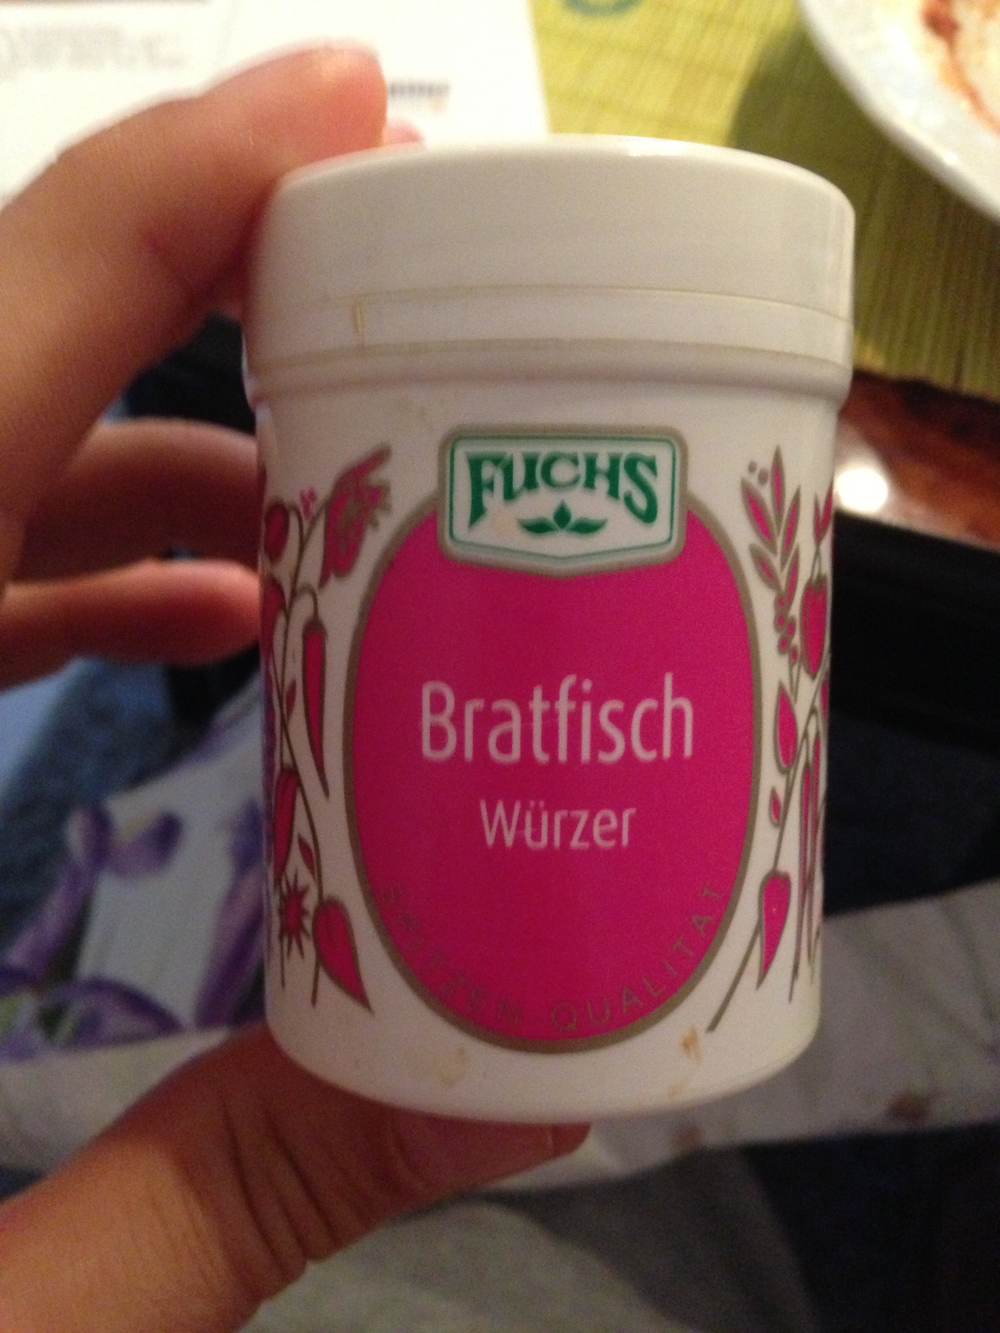 FUCHS
Bratfisch
Würzer
SPITZEN QUALITÄT